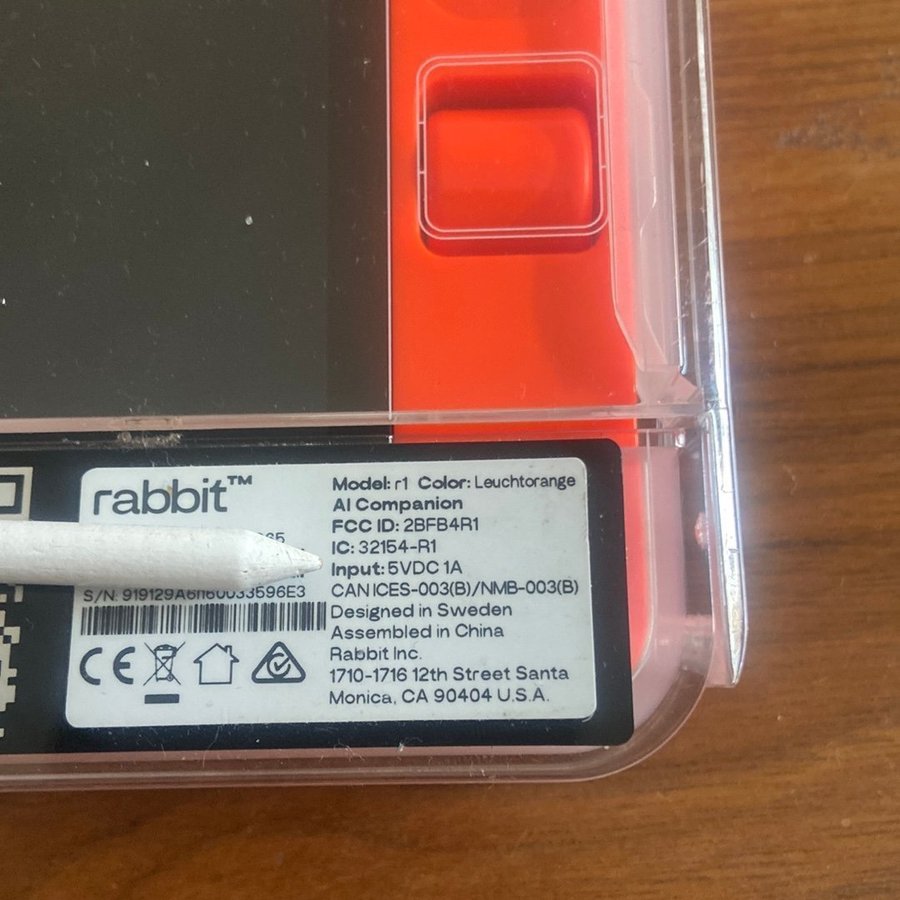 rabbit™
Model: r1 Color: Leuchtorange
AI Companion
FCC ID: 2BFB4R1
IC: 32154-R1
Input: 5VDC 1A
CAN ICES-003(B)/NMB-003(B)
Designed in Sweden
Assembled in China
Rabbit Inc.
1710-1716 12th Street Santa
Monica, CA 90404 U.S.A.
S/N:
CE